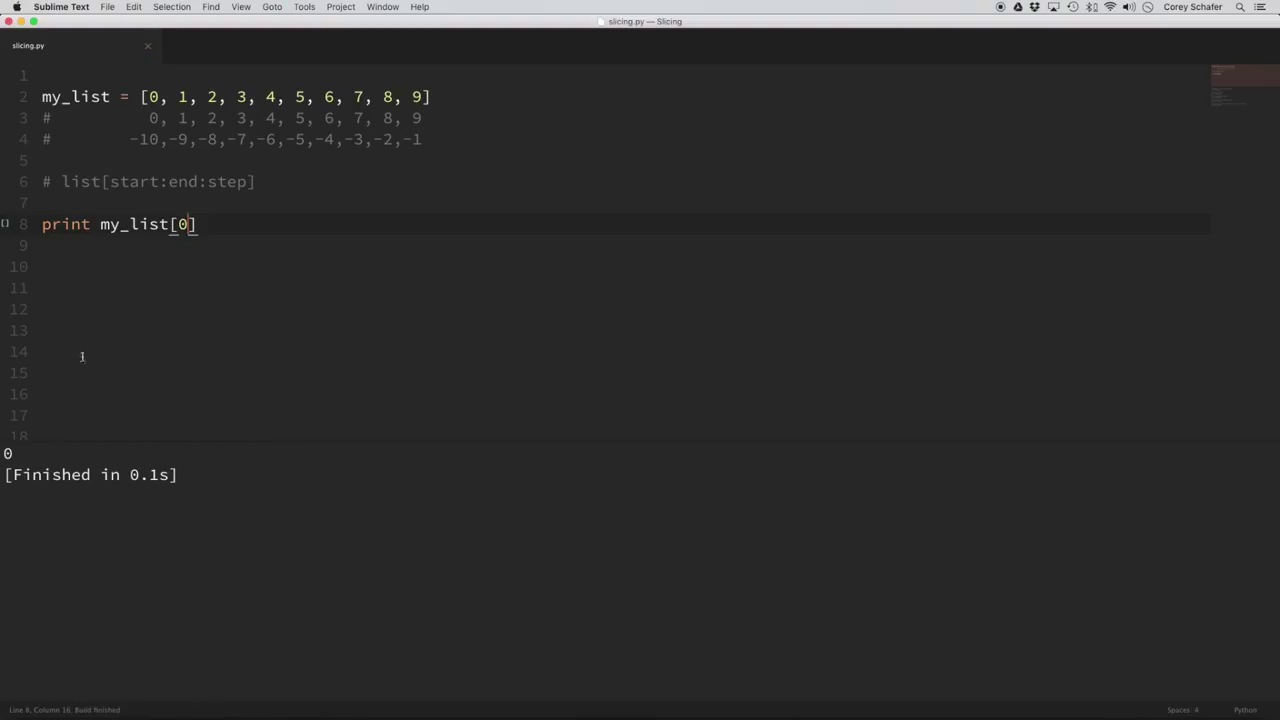 Sublime Text File Edit Selection Find View Goto Tools Project Window Help Corey Schafer
slicing.py — Slicing
slicing.py
1
2 my_list = [0, 1, 2, 3, 4, 5, 6, 7, 8, 9]
3 #          0, 1, 2, 3, 4, 5, 6, 7, 8, 9
4 #        -10,-9,-8,-7,-6,-5,-4,-3,-2,-1
5
6 # list[start:end:step]
7
8 print my_list[0]
9
10
11
12
13
14
15
16
17
18
0
[Finished in 0.1s]
Line 8, Column 16, Build finished Spaces: 4 Python